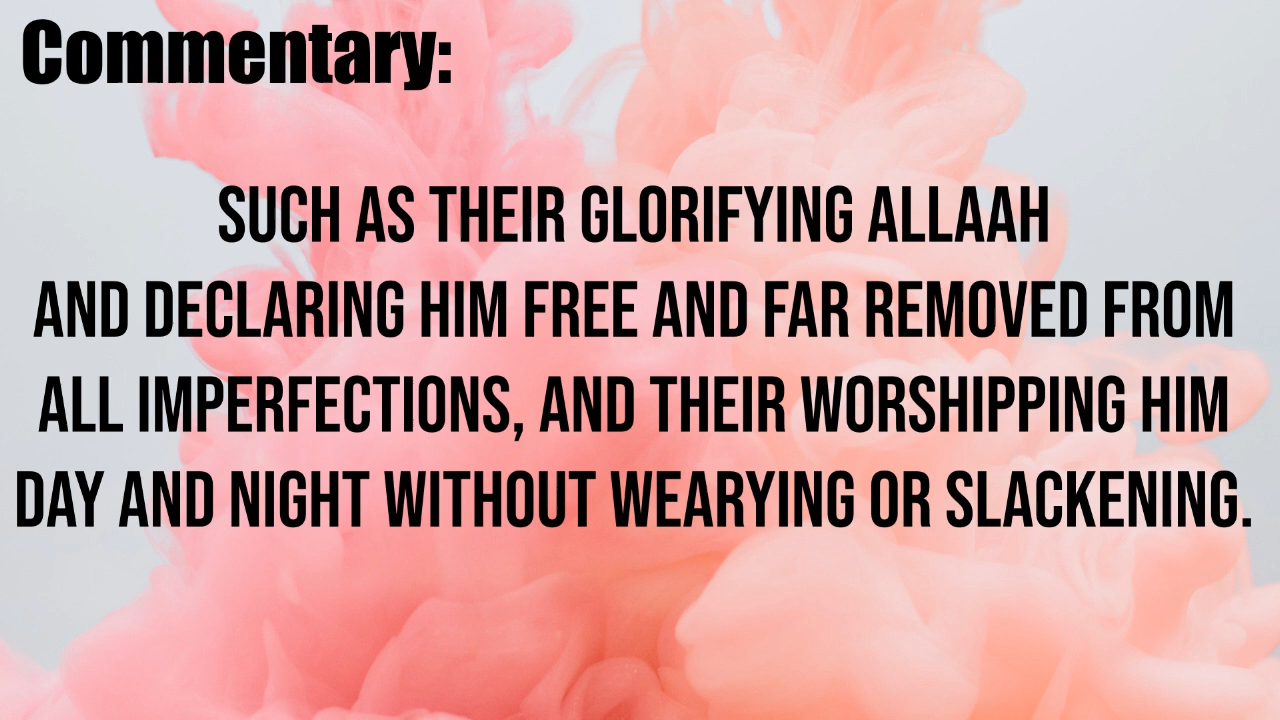 Commentary:
SUCH AS THEIR GLORIFYING ALLAAH
AND DECLARING HIM FREE AND FAR REMOVED FROM
ALL IMPERFECTIONS, AND THEIR WORSHIPPING HIM
DAY AND NIGHT WITHOUT WEARYING OR SLACKENING.